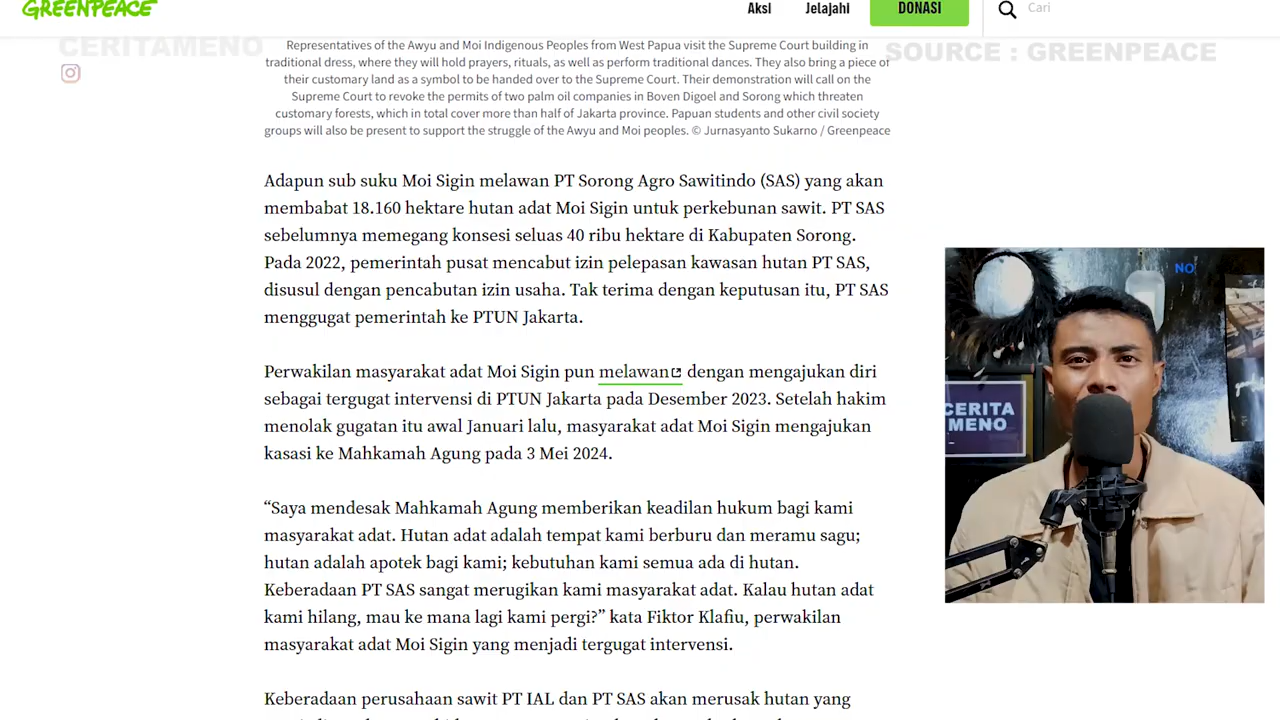 GREENPEACE
Aksi
Jelajahi
DONASI
Cari
CERITAMENO
SOURCE : GREENPEACE
Representatives of the Awyu and Moi Indigenous Peoples from West Papua visit the Supreme Court building in
traditional dress, where they will hold prayers, rituals, as well as perform traditional dances. They also bring a piece of
their customary land as a symbol to be handed over to the Supreme Court. Their demonstration will call on the
Supreme Court to revoke the permits of two palm oil companies in Boven Digoel and Sorong which threaten
customary forests, which in total cover more than half of Jakarta province. Papuan students and other civil society
groups will also be present to support the struggle of the Awyu and Moi peoples. © Jurnasyanto Sukarno / Greenpeace
Adapun sub suku Moi Sigin melawan PT Sorong Agro Sawitindo (SAS) yang akan
membabat 18.160 hektare hutan adat Moi Sigin untuk perkebunan sawit. PT SAS
sebelumnya memegang konsesi seluas 40 ribu hektare di Kabupaten Sorong.
Pada 2022, pemerintah pusat mencabut izin pelepasan kawasan hutan PT SAS,
disusul dengan pencabutan izin usaha. Tak terima dengan keputusan itu, PT SAS
menggugat pemerintah ke PTUN Jakarta.
Perwakilan masyarakat adat Moi Sigin pun melawan dengan mengajukan diri
sebagai tergugat intervensi di PTUN Jakarta pada Desember 2023. Setelah hakim
menolak gugatan itu awal Januari lalu, masyarakat adat Moi Sigin mengajukan
kasasi ke Mahkamah Agung pada 3 Mei 2024.
“Saya mendesak Mahkamah Agung memberikan keadilan hukum bagi kami
masyarakat adat. Hutan adat adalah tempat kami berburu dan meramu sagu;
hutan adalah apotek bagi kami; kebutuhan kami semua ada di hutan.
Keberadaan PT SAS sangat merugikan kami masyarakat adat. Kalau hutan adat
kami hilang, mau ke mana lagi kami pergi?” kata Fiktor Klafiu, perwakilan
masyarakat adat Moi Sigin yang menjadi tergugat intervensi.
Keberadaan perusahaan sawit PT IAL dan PT SAS akan merusak hutan yang
NO
CERITA
MENO